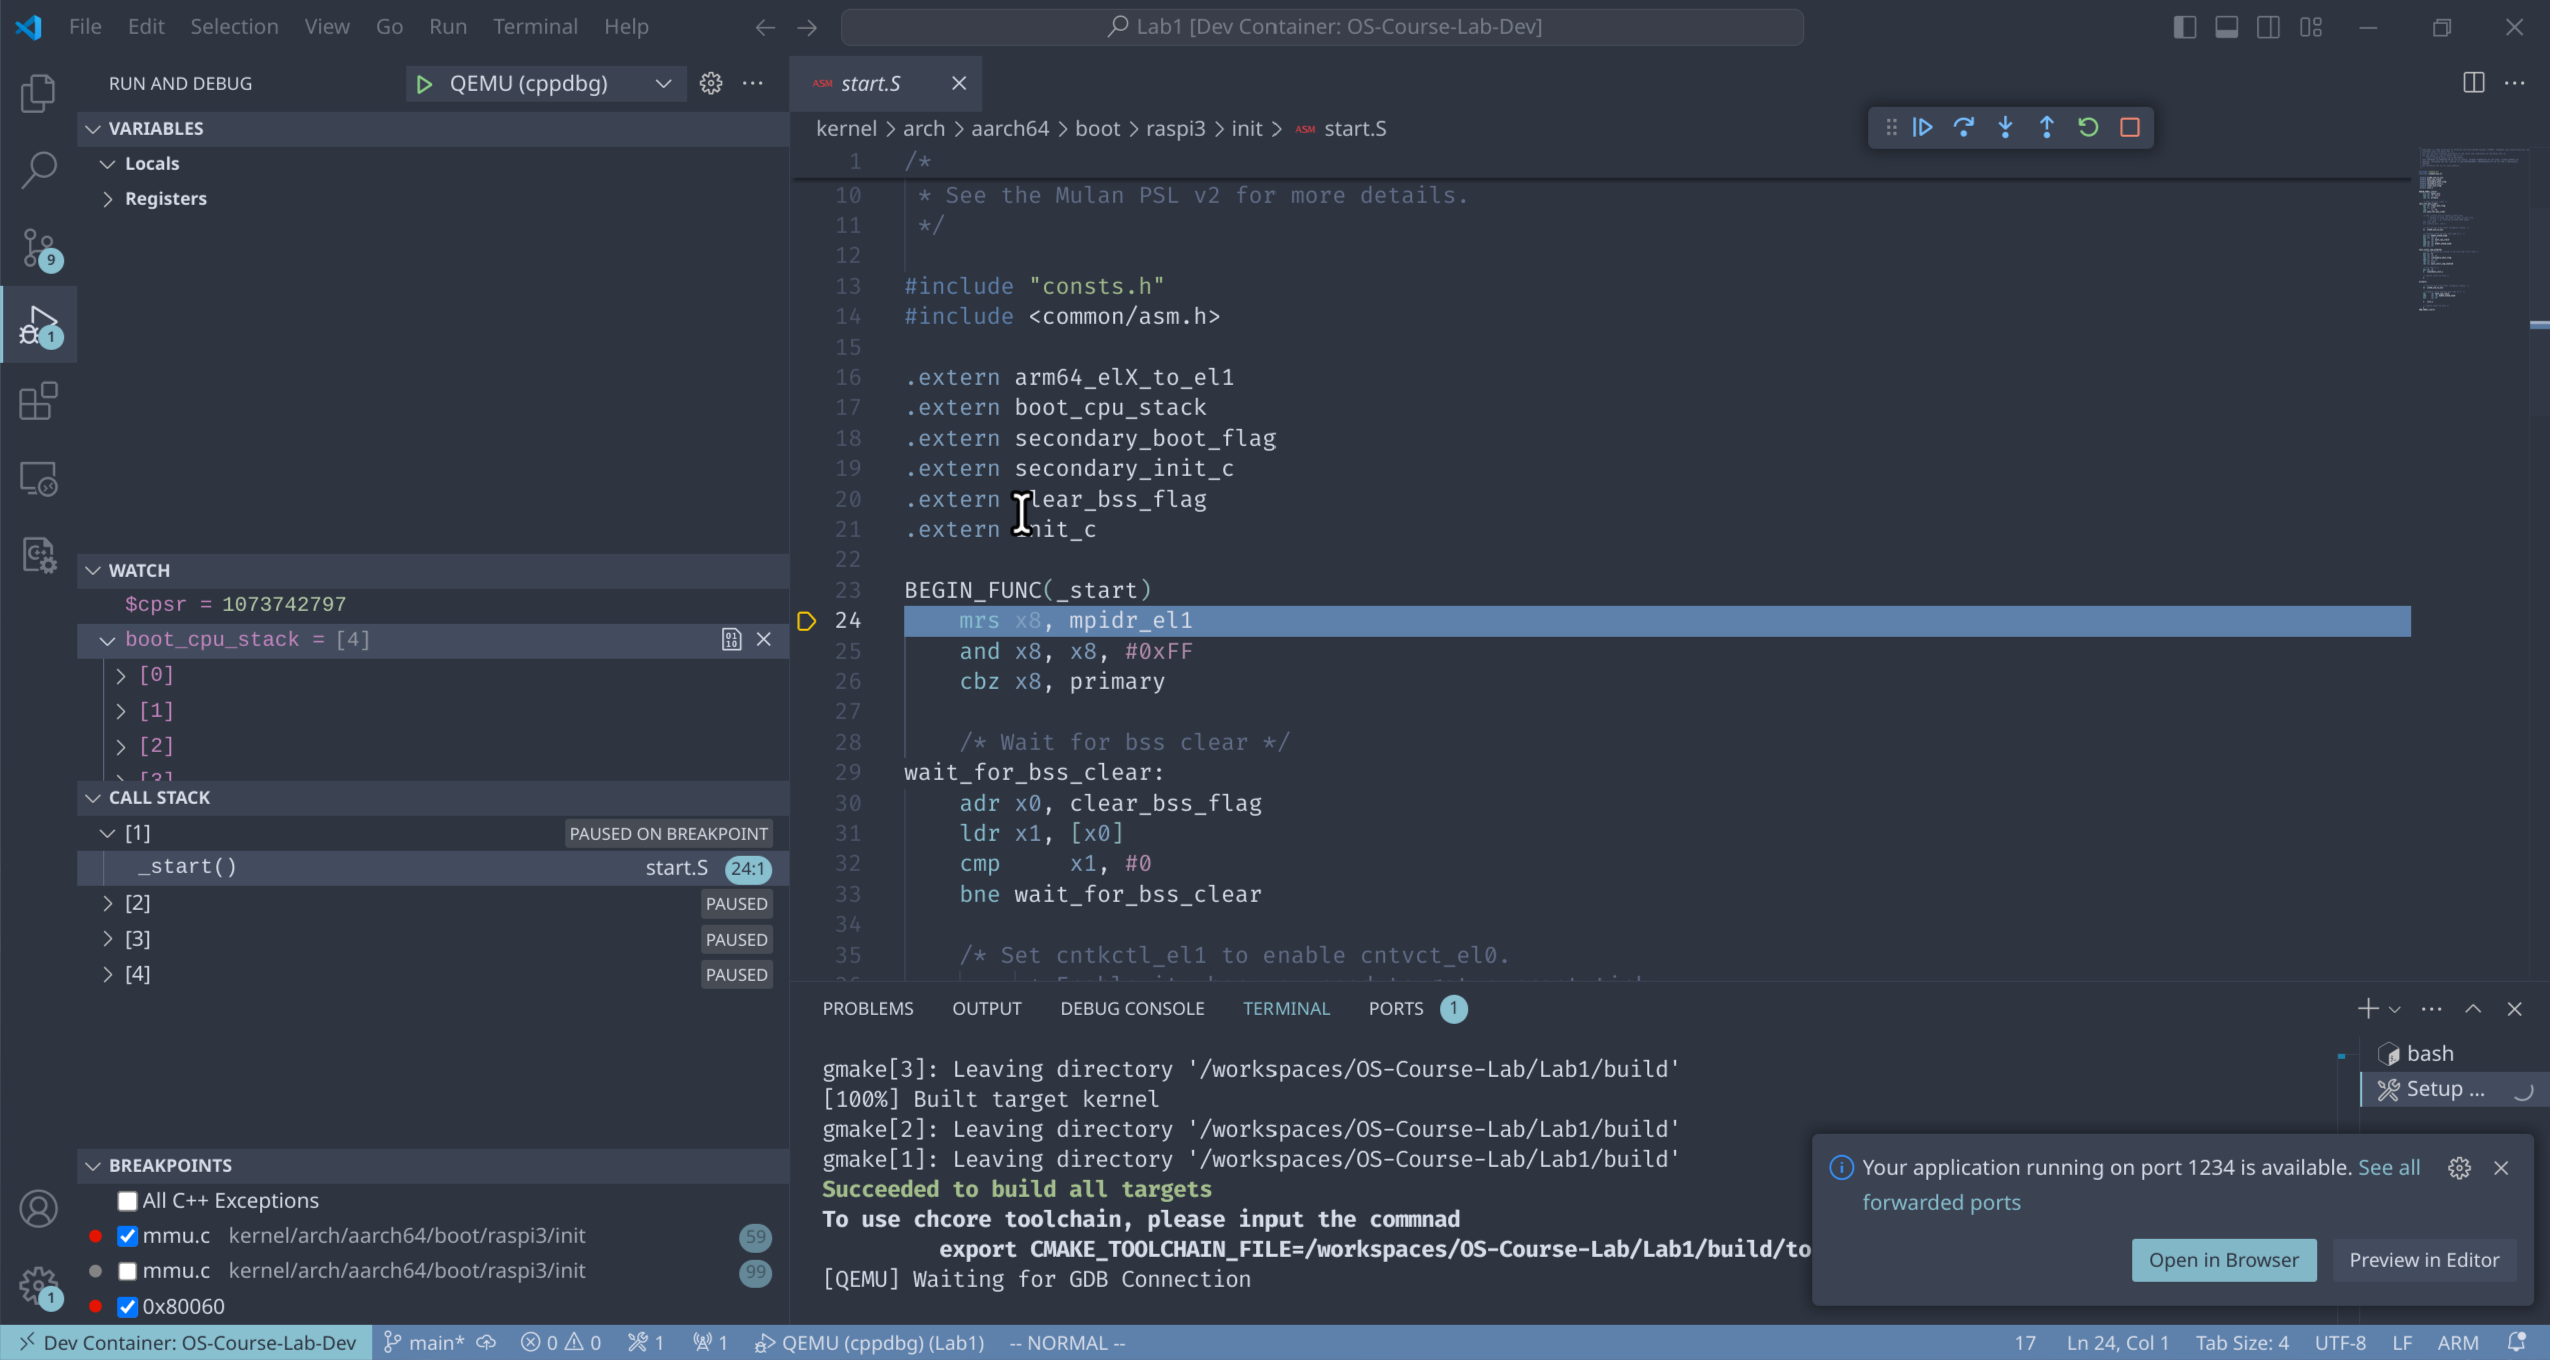 File Edit Selection View Go Run Terminal Help
Lab1 [Dev Container: OS-Course-Lab-Dev]
RUN AND DEBUG
QEMU (cppdbg)
VARIABLES
Locals
Registers
WATCH
$cpsr = 1073742797
boot_cpu_stack = [4]
[0]
[1]
[2]
[3]
CALL STACK
[1] PAUSED ON BREAKPOINT
_start() start.S 24:1
[2] PAUSED
[3] PAUSED
[4] PAUSED
BREAKPOINTS
All C++ Exceptions
mmu.c kernel/arch/aarch64/boot/raspi3/init 59
mmu.c kernel/arch/aarch64/boot/raspi3/init 99
0x80060
9
1
1
ASM start.S
kernel > arch > aarch64 > boot > raspi3 > init > ASM start.S
1 /*
10 * See the Mulan PSL v2 for more details.
11 */
12
13 #include "consts.h"
14 #include <common/asm.h>
15
16 .extern arm64_elX_to_el1
17 .extern boot_cpu_stack
18 .extern secondary_boot_flag
19 .extern secondary_init_c
20 .extern clear_bss_flag
21 .extern init_c
22
23 BEGIN_FUNC(_start)
24 mrs x8, mpidr_el1
25 and x8, x8, #0xFF
26 cbz x8, primary
27
28 /* Wait for bss clear */
29 wait_for_bss_clear:
30 adr x0, clear_bss_flag
31 ldr x1, [x0]
32 cmp x1, #0
33 bne wait_for_bss_clear
34
35 /* Set cntkctl_el1 to enable cntvct_el0.
PROBLEMS OUTPUT DEBUG CONSOLE TERMINAL PORTS 1
gmake[3]: Leaving directory '/workspaces/OS-Course-Lab/Lab1/build'
[100%] Built target kernel
gmake[2]: Leaving directory '/workspaces/OS-Course-Lab/Lab1/build'
gmake[1]: Leaving directory '/workspaces/OS-Course-Lab/Lab1/build'
Succeeded to build all targets
To use chcore toolchain, please input the commnad
export CMAKE_TOOLCHAIN_FILE=/workspaces/OS-Course-Lab/Lab1/build/to
[QEMU] Waiting for GDB Connection
bash
Setup ...
Your application running on port 1234 is available. See all
forwarded ports
Open in Browser Preview in Editor
Dev Container: OS-Course-Lab-Dev main* 0 0 1 1 QEMU (cppdbg) (Lab1) -- NORMAL -- 17 Ln 24, Col 1 Tab Size: 4 UTF-8 LF ARM